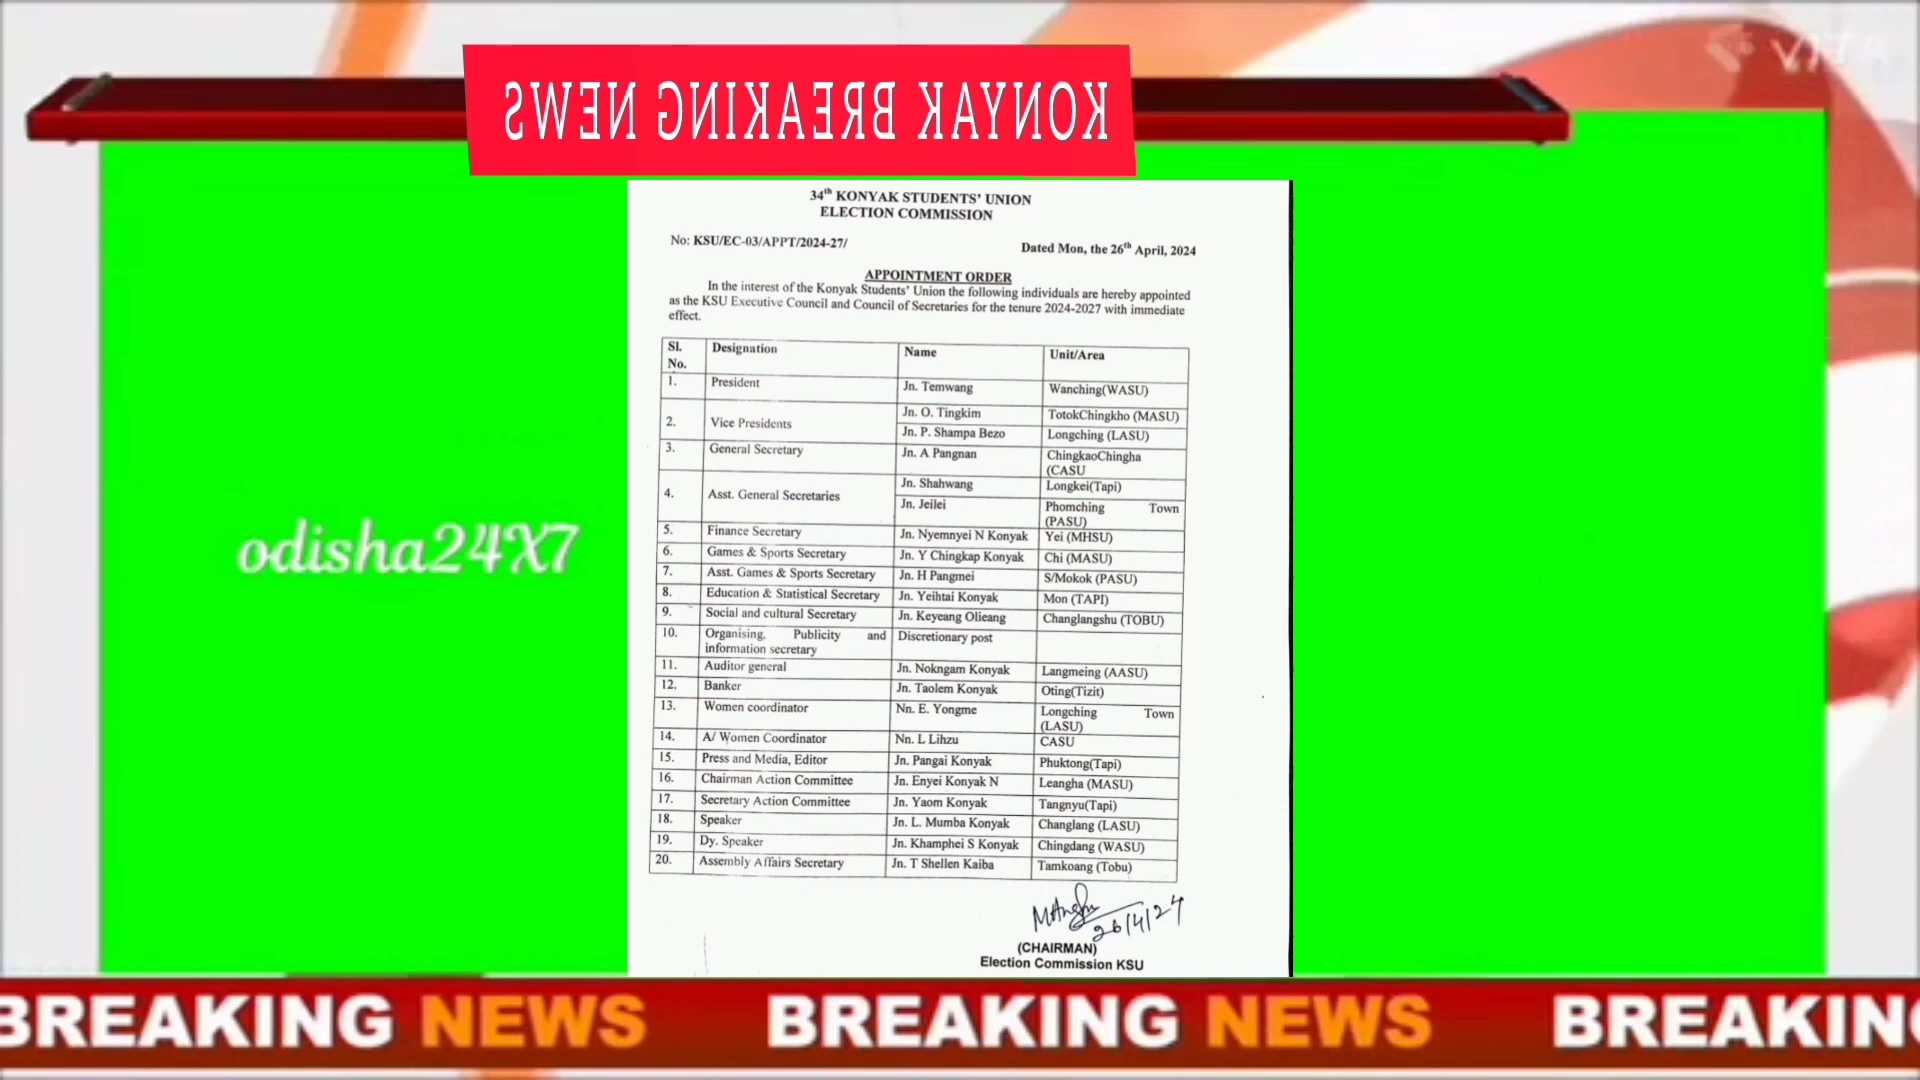 VITA
KONYAK BREAKING NEWS
34th KONYAK STUDENTS' UNION
ELECTION COMMISSION
No: KSU/EC-03/APPT/2024-27/ Dated Mon, the 26th April, 2024
APPOINTMENT ORDER
In the interest of the Konyak Students' Union the following individuals are hereby appointed
as the KSU Executive Council and Council of Secretaries for the tenure 2024-2027 with immediate
effect.
Sl. No. Designation Name Unit/Area
1. President Jn. Temwang Wanching(WASU)
2. Vice Presidents Jn. O. Tingkim TotokChingkho (MASU)
Jn. P. Shampa Bezo Longching (LASU)
3. General Secretary Jn. A Pangnan ChingkaoChingha (CASU
4. Asst. General Secretaries Jn. Shahwang Longkei(Tapi)
Jn. Jeilei Phomching Town (PASU)
5. Finance Secretary Jn. Nyemnyei N Konyak Yei (MHSU)
6. Games & Sports Secretary Jn. Y Chingkap Konyak Chi (MASU)
7. Asst. Games & Sports Secretary Jn. H Pangmei S/Mokok (PASU)
8. Education & Statistical Secretary Jn. Yeihtai Konyak Mon (TAPI)
9. Social and cultural Secretary Jn. Keyeang Olieang Changlangshu (TOBU)
10. Organising, Publicity and information secretary Discretionary post
11. Auditor general Jn. Nokngam Konyak Langmeing (AASU)
12. Banker Jn. Taolem Konyak Oting(Tizit)
13. Women coordinator Nn. E. Yongme Longching Town (LASU)
14. A/ Women Coordinator Nn. L Lihzu CASU
15. Press and Media, Editor Jn. Pangai Konyak Phuktong(Tapi)
16. Chairman Action Committee Jn. Enyei Konyak N Leangha (MASU)
17. Secretary Action Committee Jn. Yaom Konyak Tangnyu(Tapi)
18. Speaker Jn. L. Mumba Konyak Changlang (LASU)
19. Dy. Speaker Jn. Khamphei S Konyak Chingdang (WASU)
20. Assembly Affairs Secretary Jn. T Shellen Kaiba Tamkoang (Tobu)
26/4/24
(CHAIRMAN)
Election Commission KSU
odisha24X7
BREAKING NEWS BREAKING NEWS BREAKING